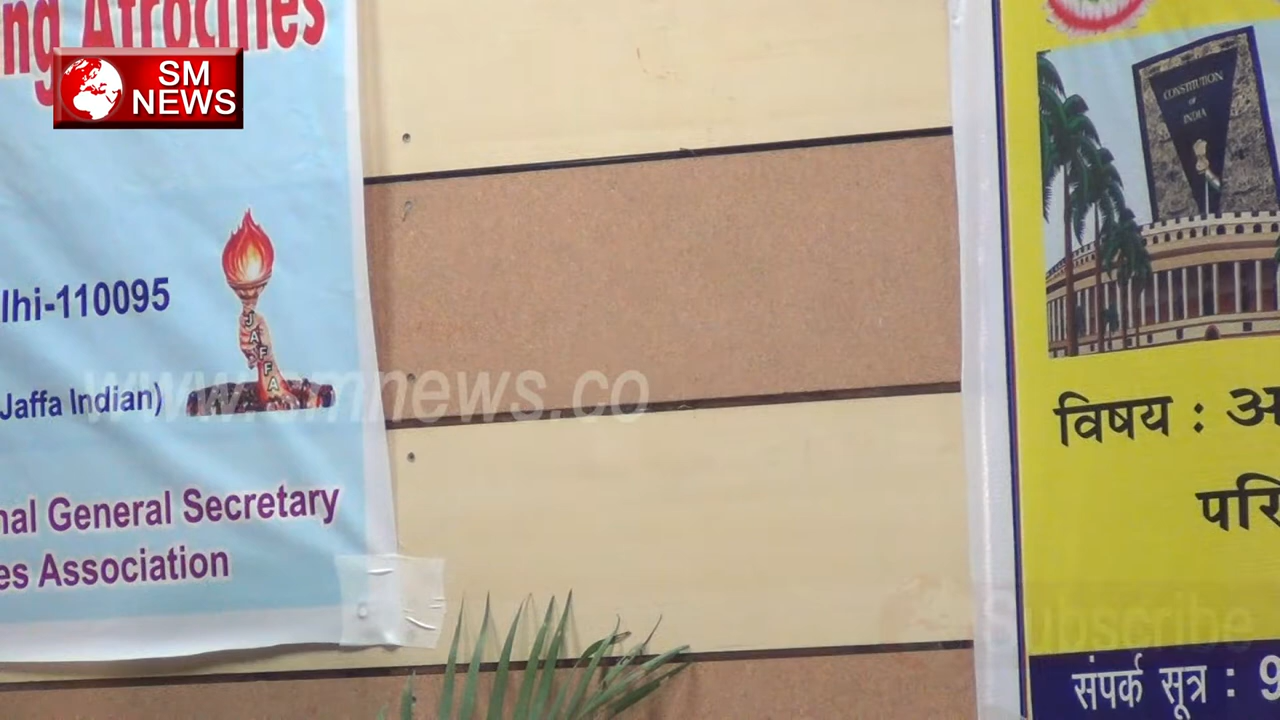 ng Atrocities
SM
NEWS
lhi-110095
JAFFA
Jaffa Indian)
nal General Secretary
es Association
www.smnews.co
CONSTITUTION
OF
INDIA
विषय : अ
परि
Subscribe
संपर्क सूत्र : 9